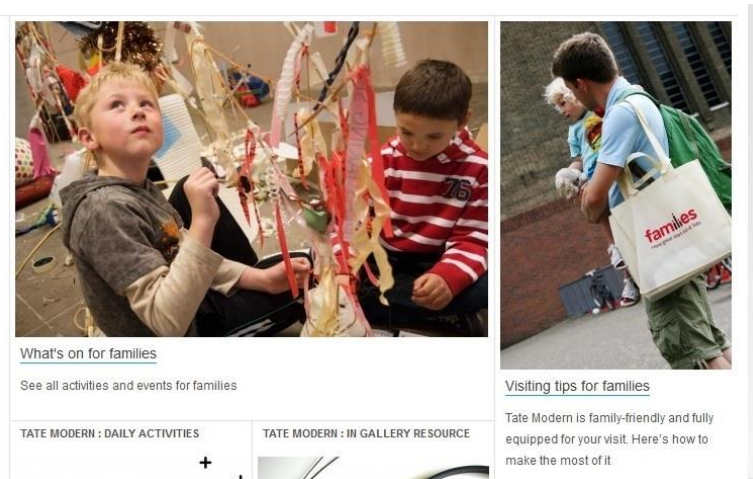 76
families
What's on for families
See all activities and events for families
Visiting tips for families
Tate Modern is family-friendly and fully
equipped for your visit. Here's how to
make the most of it
TATE MODERN : DAILY ACTIVITIES
TATE MODERN : IN GALLERY RESOURCE